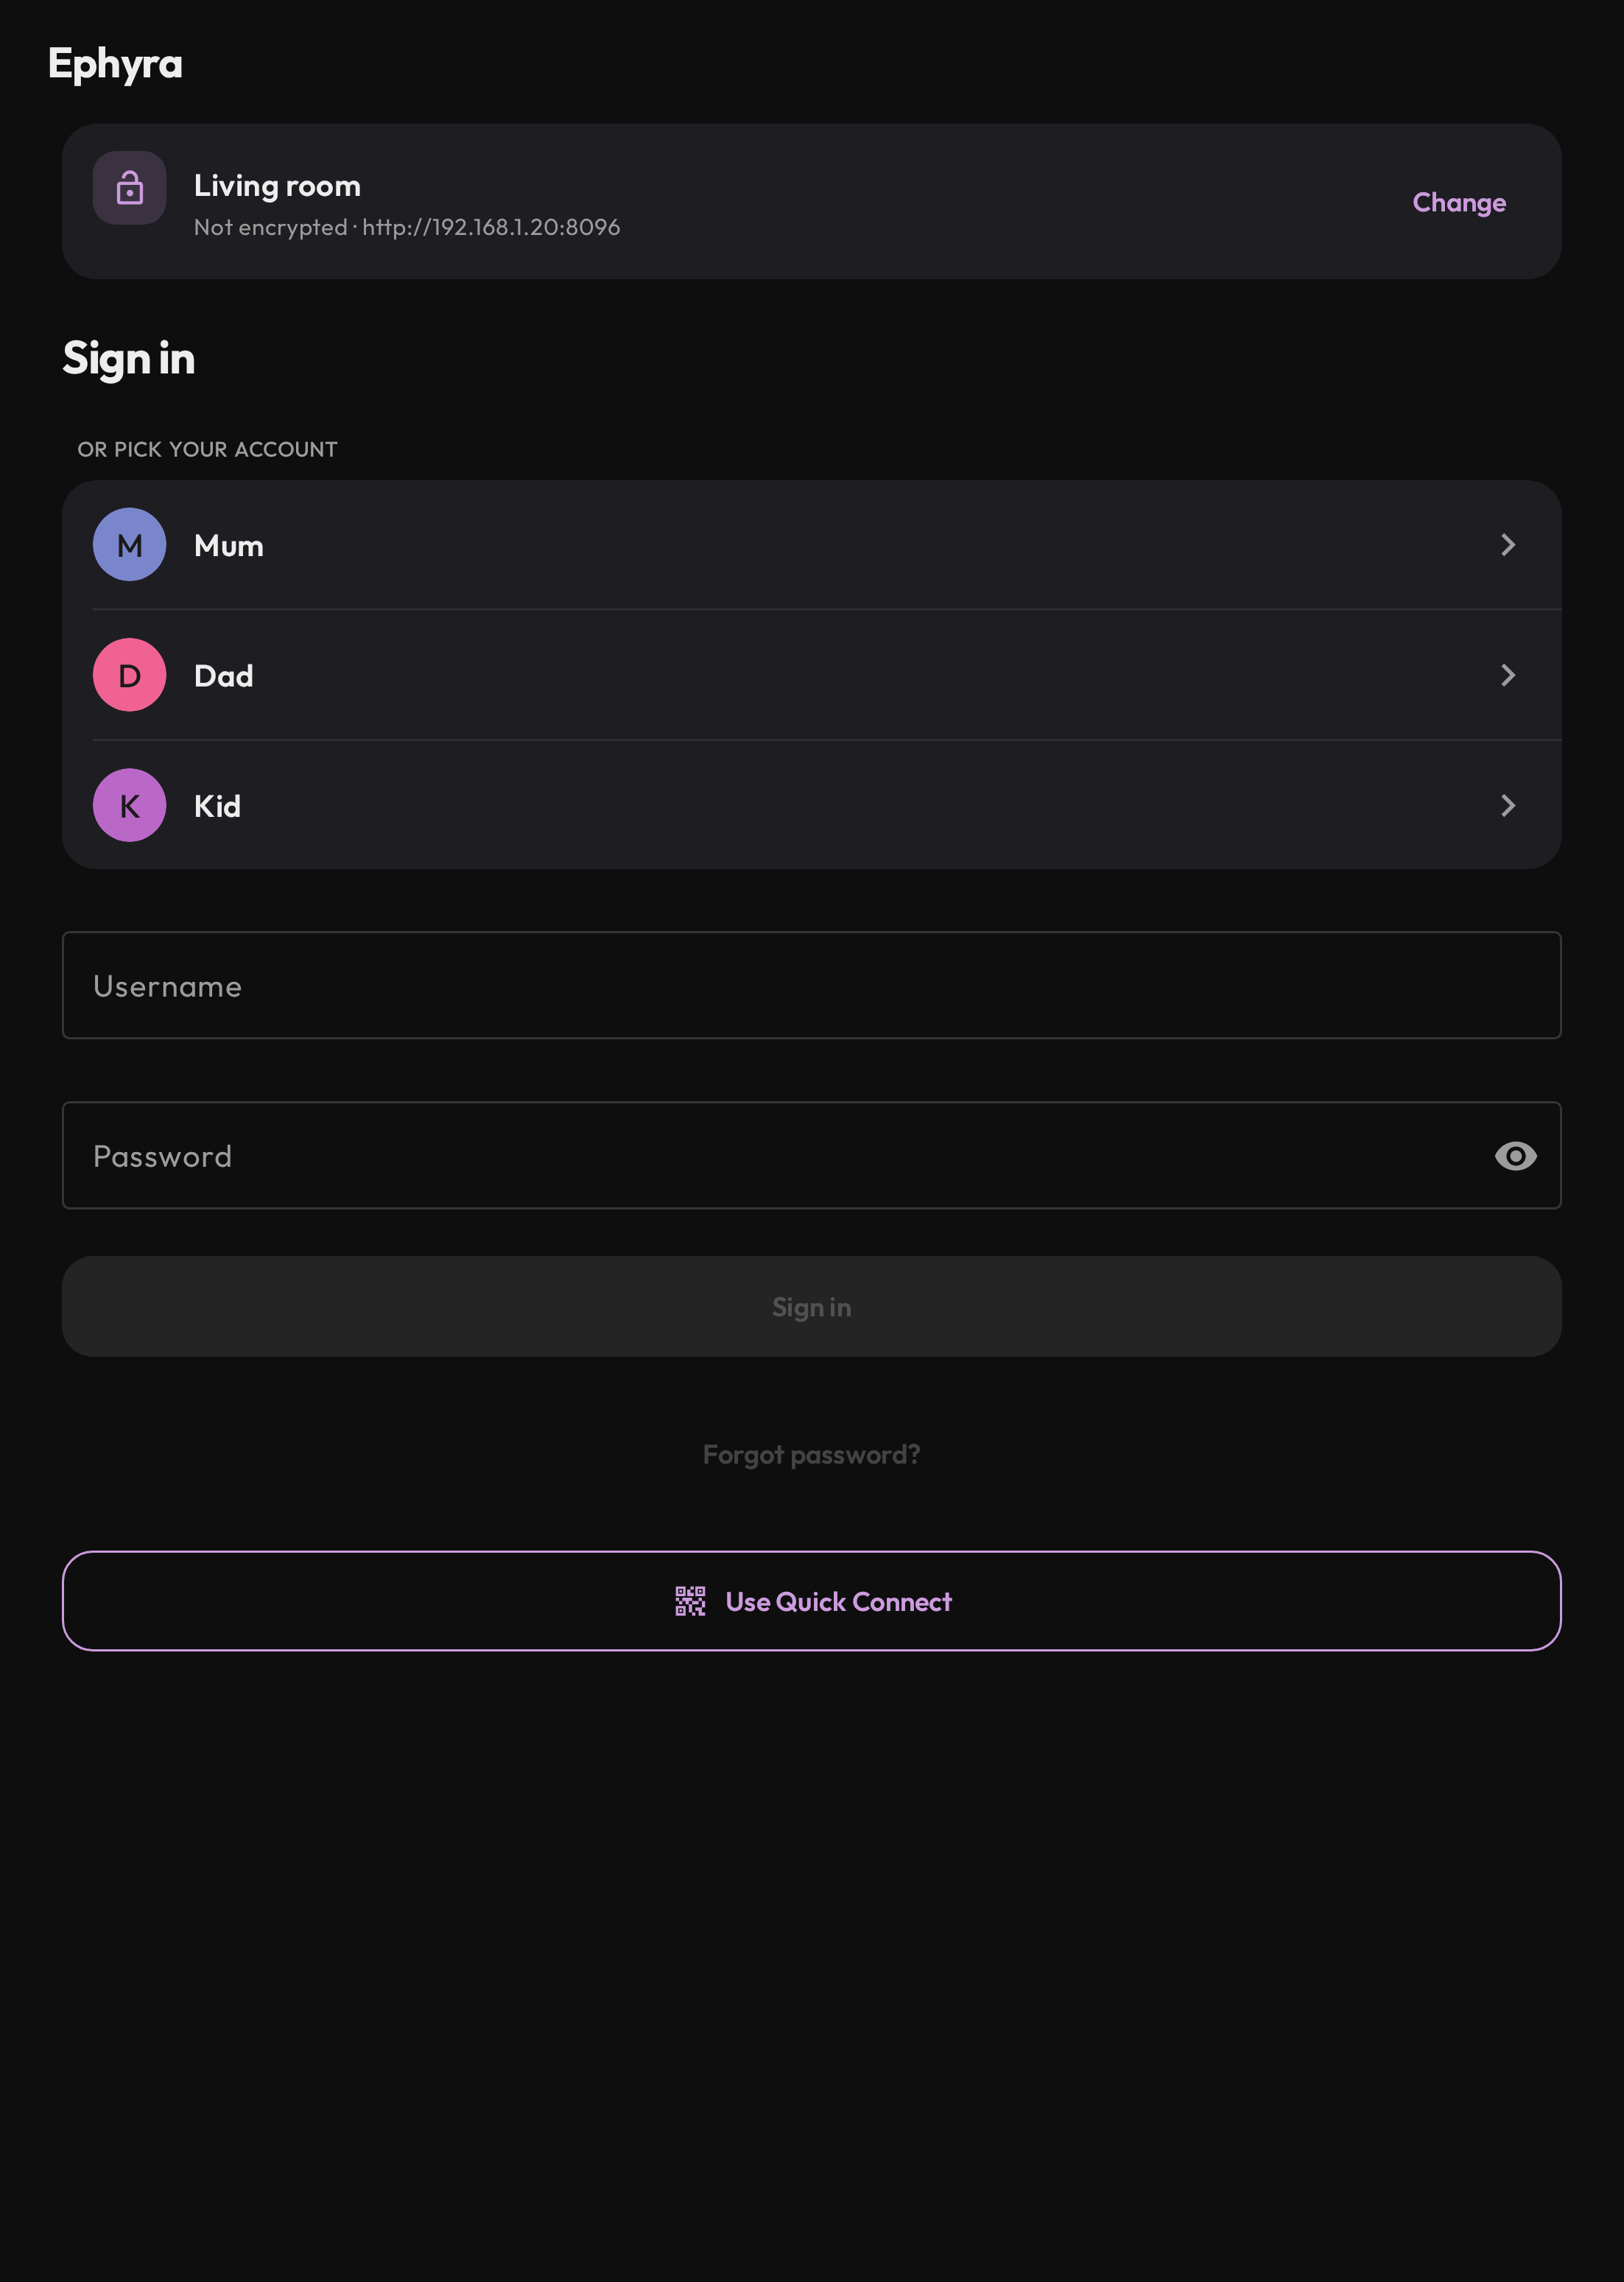 Ephyra
Living room
Not encrypted · http://192.168.1.20:8096
Change
Sign in
OR PICK YOUR ACCOUNT
M
Mum
D
Dad
K
Kid
Username
Password
Sign in
Forgot password?
Use Quick Connect